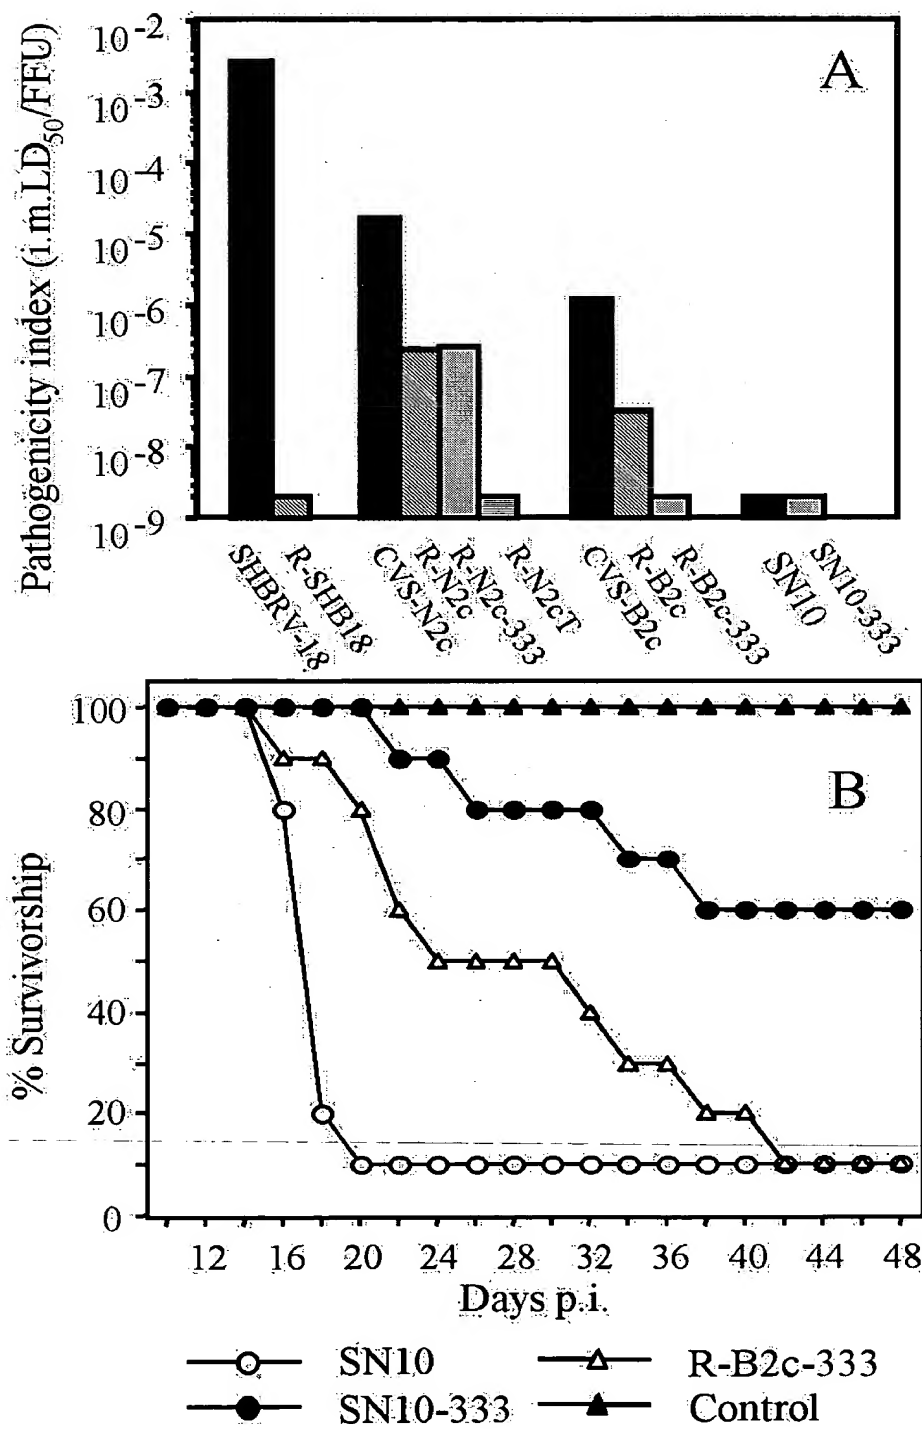 A
Pathogenicity index (i.m.LD50/FFU)
10-2
10-3
10-4
10-5
10-6
10-7
10-8
10-9
SHBRV-18
R-SHB18
CVS-N2c
R-N2c
R-N2c-333
R-N2cT
CVS-B2c
R-B2c
R-B2c-333
SN10
SN10-333
B
% Survivorship
100
80
60
40
20
0
12 16 20 24 28 32 36 40 44 48
Days p.i.
SN10
R-B2c-333
SN10-333
Control